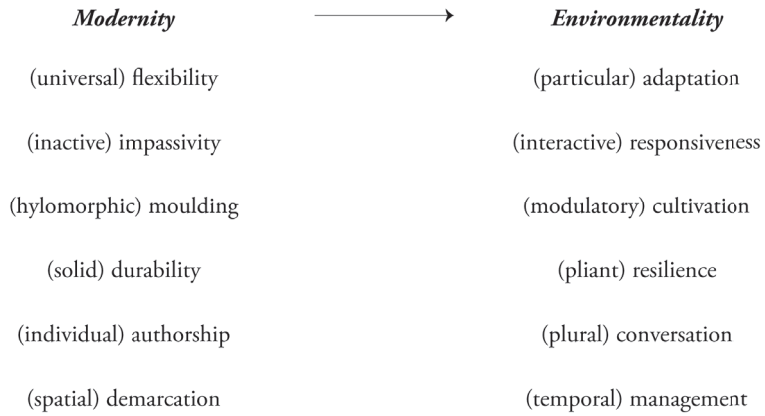 Modernity Environmentality
(universal) flexibility (particular) adaptation
(inactive) impassivity (interactive) responsiveness
(hylomorphic) moulding (modulatory) cultivation
(solid) durability (pliant) resilience
(individual) authorship (plural) conversation
(spatial) demarcation (temporal) management